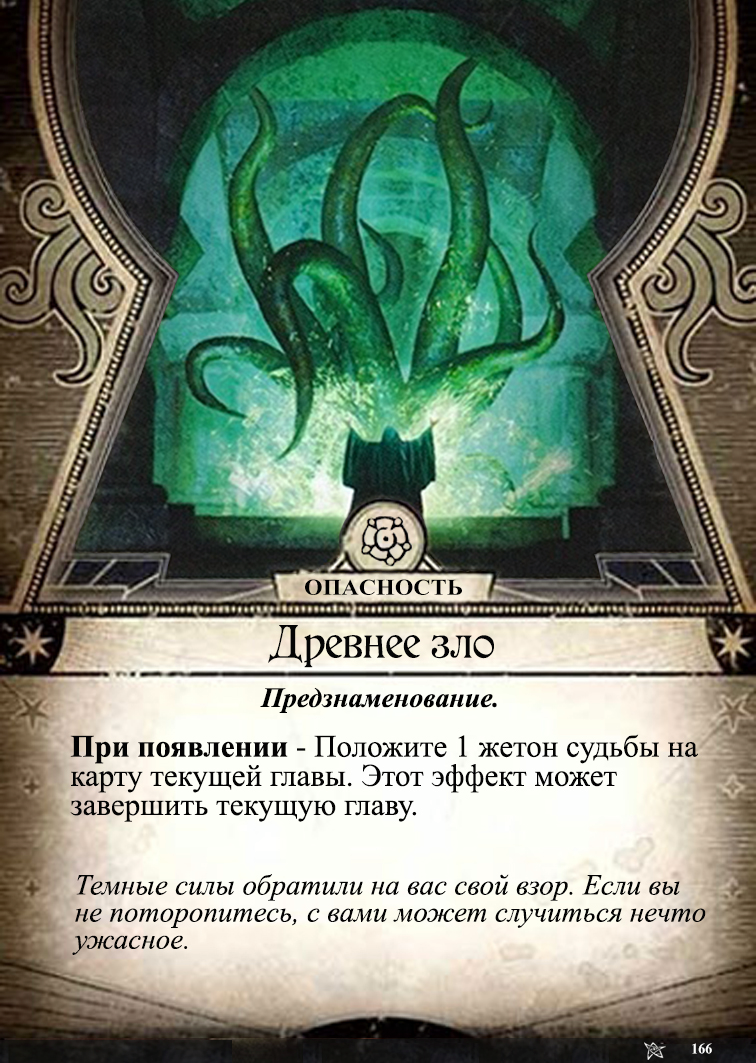 ОПАСНОСТЬ
Древнее зло
Предзнаменование.
При появлении - Положите 1 жетон судьбы на
карту текущей главы. Этот эффект может
завершить текущую главу.
Темные силы обратили на вас свой взор. Если вы
не поторопитесь, с вами может случиться нечто
ужасное.
166